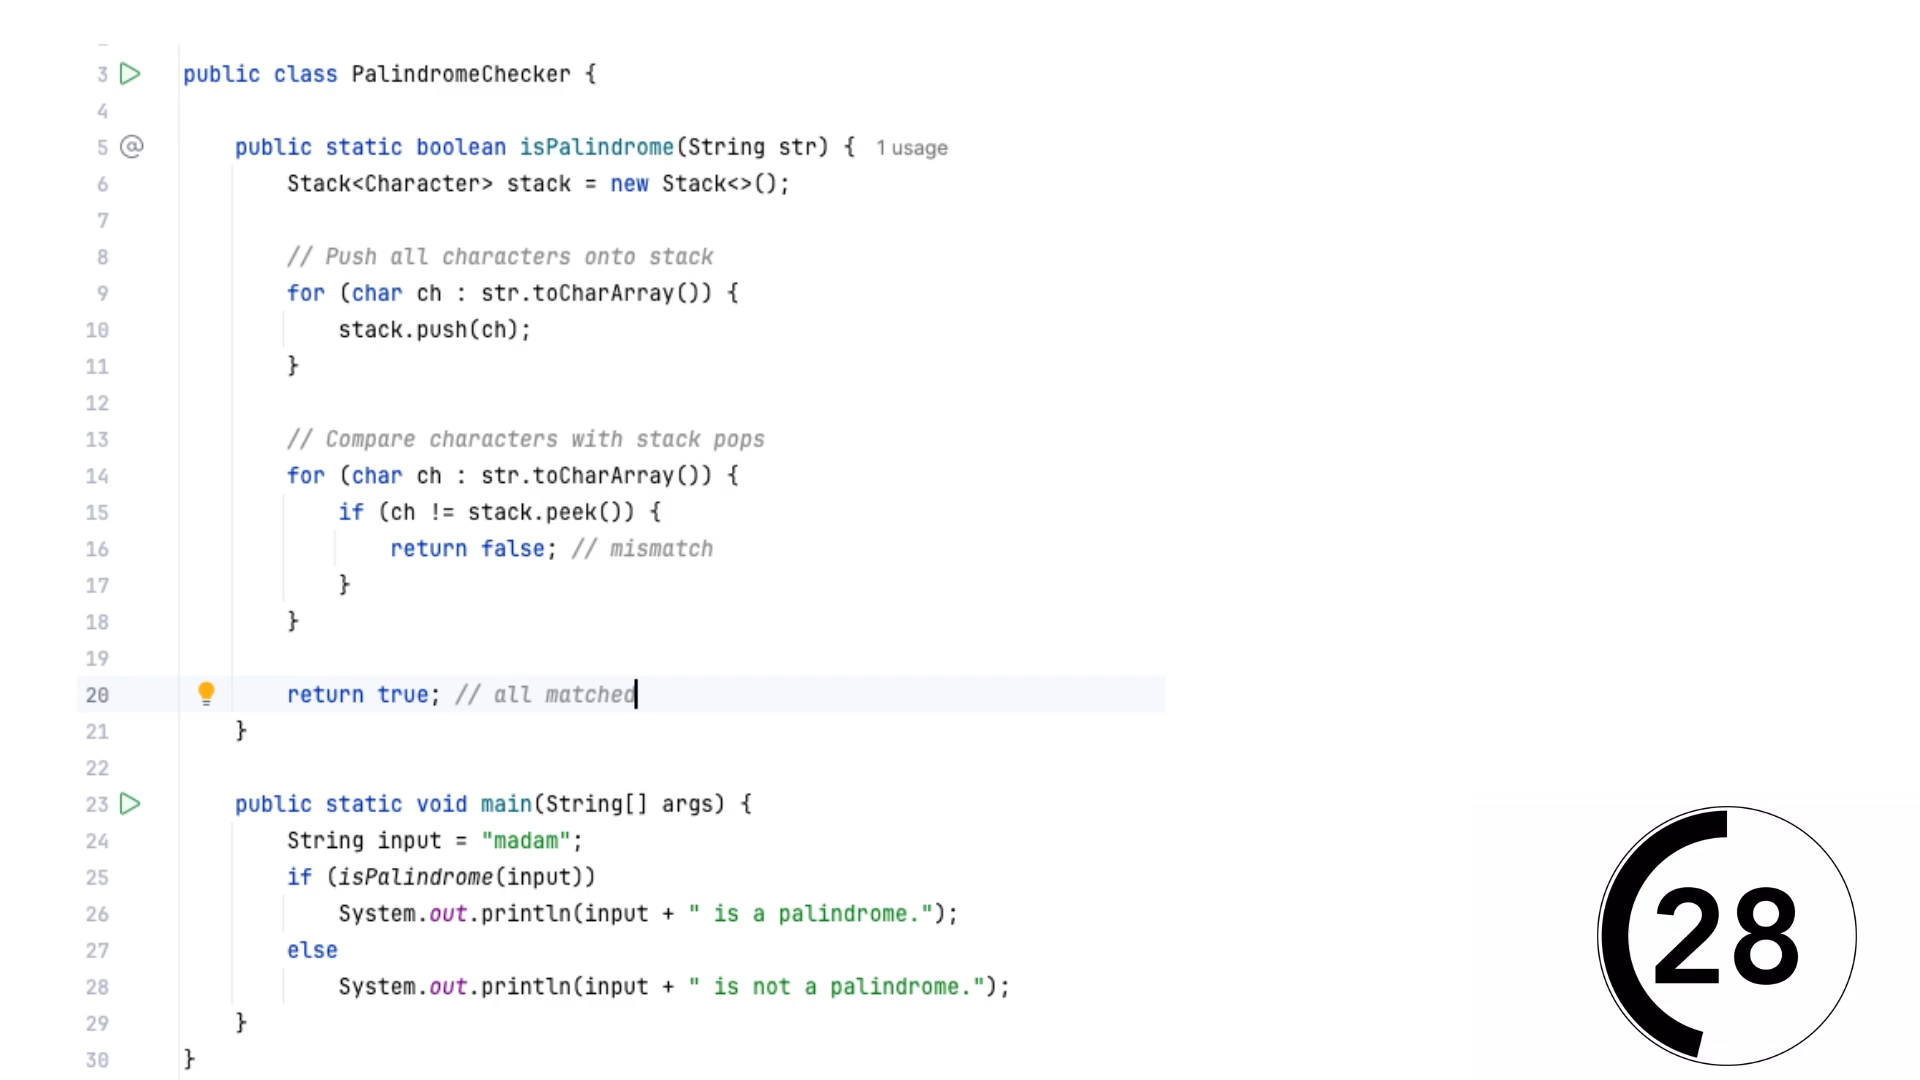 3 public class PalindromeChecker {
4
5 @ public static boolean isPalindrome(String str) { 1 usage
6 Stack<Character> stack = new Stack<>();
7
8 // Push all characters onto stack
9 for (char ch : str.toCharArray()) {
10 stack.push(ch);
11 }
12
13 // Compare characters with stack pops
14 for (char ch : str.toCharArray()) {
15 if (ch != stack.peek()) {
16 return false; // mismatch
17 }
18 }
19
20 return true; // all matched
21 }
22
23 public static void main(String[] args) {
24 String input = "madam";
25 if (isPalindrome(input))
26 System.out.println(input + " is a palindrome.");
27 else
28 System.out.println(input + " is not a palindrome.");
29 }
30 }
28